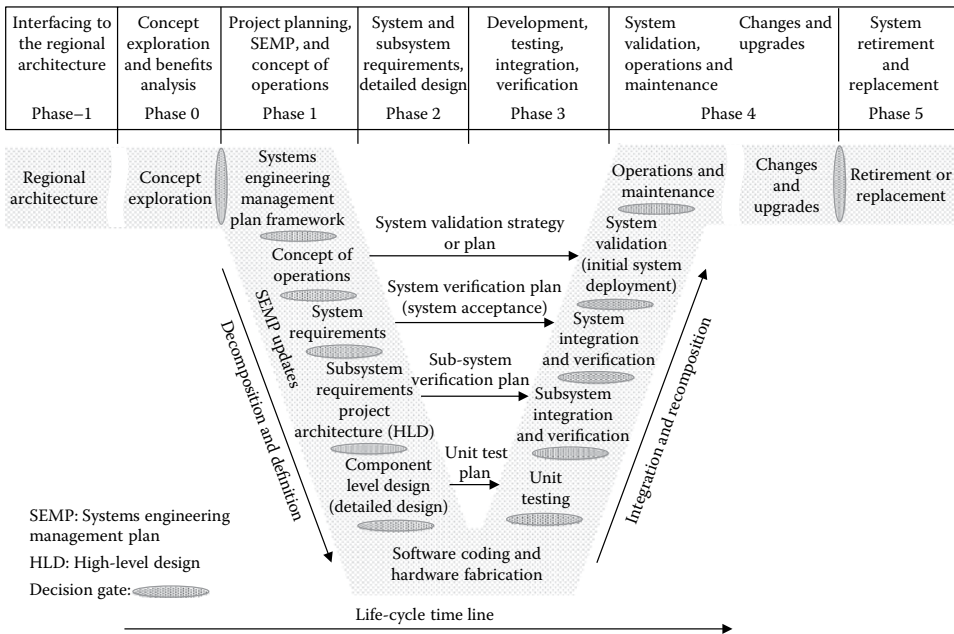 Interfacing to
the regional
architecture
Phase–1
Concept
exploration
and benefits
analysis
Phase 0
Project planning,
SEMP, and
concept of
operations
Phase 1
System and
subsystem
requirements,
detailed design
Phase 2
Development,
testing,
integration,
verification
Phase 3
System
validation,
operations and
maintenance
Changes and
upgrades
Phase 4
System
retirement
and
replacement
Phase 5
Regional
architecture
Concept
exploration
Systems
engineering
management
plan framework
Concept of
operations
System
requirements
Subsystem
requirements
project
architecture (HLD)
Component
level design
(detailed design)
SEMP updates
Decomposition and definition
System validation strategy
or plan
System verification plan
(system acceptance)
Sub-system
verification plan
Unit test
plan
Software coding and
hardware fabrication
Operations and
maintenance
System
validation
(initial system
deployment)
System
integration
and verification
Subsystem
integration
and verification
Unit
testing
Integration and recomposition
Changes
and
upgrades
Retirement or
replacement
SEMP: Systems engineering
management plan
HLD: High-level design
Decision gate:
Life-cycle time line